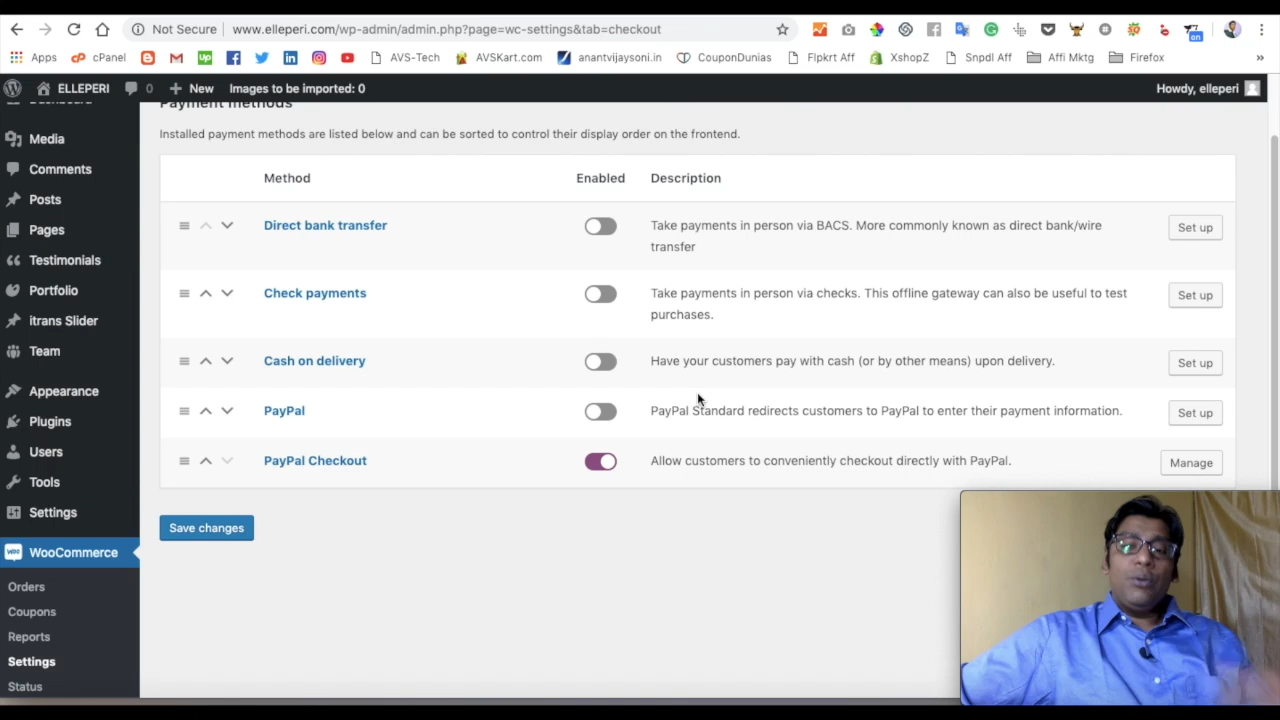 Not Secure www.elleperi.com/wp-admin/admin.php?page=wc-settings&tab=checkout
on
Apps cPanel AVS-Tech AVSKart.com anantvijaysoni.in CouponDunias Flpkrt Aff XshopZ Snpdl Aff Affi Mktg Firefox »
ELLEPERI 0 New Images to be imported: 0 Howdy, elleperi
Dashboard
Media
Comments
Posts
Pages
Testimonials
Portfolio
itrans Slider
Team
Appearance
Plugins
Users
Tools
Settings
WooCommerce
Orders
Coupons
Reports
Settings
Status
Payment methods
Installed payment methods are listed below and can be sorted to control their display order on the frontend.
Method Enabled Description
Direct bank transfer Take payments in person via BACS. More commonly known as direct bank/wire
transfer
Set up
Check payments Take payments in person via checks. This offline gateway can also be useful to test
purchases.
Set up
Cash on delivery Have your customers pay with cash (or by other means) upon delivery. Set up
PayPal PayPal Standard redirects customers to PayPal to enter their payment information. Set up
PayPal Checkout Allow customers to conveniently checkout directly with PayPal. Manage
Save changes